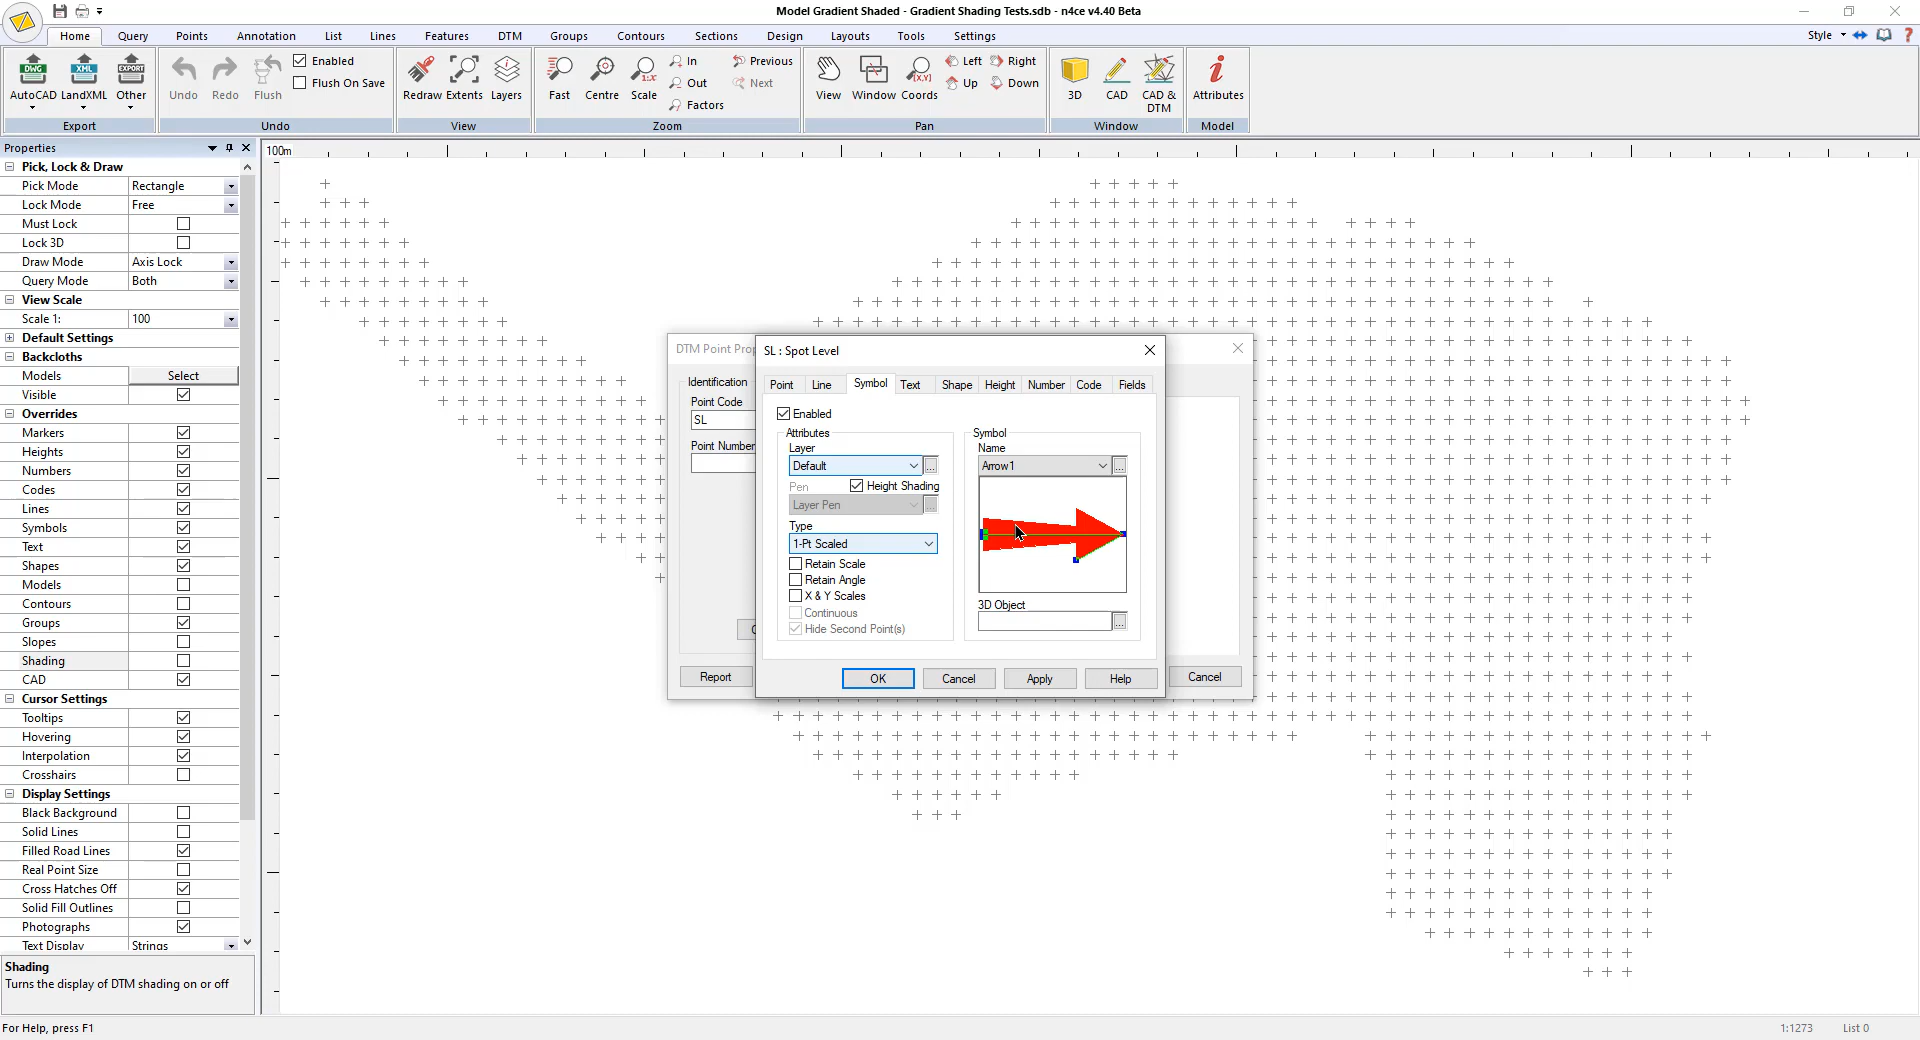 Model Gradient Shaded - Gradient Shading Tests.sdb - n4ce v4.40 Beta
Home Query Points Annotation List Lines Features DTM Groups Contours Sections Design Layouts Tools Settings Style ?
DWG XML EXPORT
AutoCAD LandXML Other
Export
Undo Redo Flush
Enabled
Flush On Save
Undo
Redraw Extents Layers
View
Fast Centre Scale
1:x
In
Out
Factors
Previous
Next
Zoom
View Window Coords
(X,Y)
Left Right
Up Down
Pan
3D CAD CAD & DTM
Window
Attributes
Model
Properties
Pick, Lock & Draw
Pick Mode Rectangle
Lock Mode Free
Must Lock
Lock 3D
Draw Mode Axis Lock
Query Mode Both
View Scale
Scale 1: 100
Default Settings
Backcloths
Models Select
Visible
Overrides
Markers
Heights
Numbers
Codes
Lines
Symbols
Text
Shapes
Models
Contours
Groups
Slopes
Shading
CAD
Cursor Settings
Tooltips
Hovering
Interpolation
Crosshairs
Display Settings
Black Background
Solid Lines
Filled Road Lines
Real Point Size
Cross Hatches Off
Solid Fill Outlines
Photographs
Text Display Strings
Shading
Turns the display of DTM shading on or off
For Help, press F1
100m
DTM Point Prop
Identification
Point Code
SL
Point Number
Report
Cancel
SL : Spot Level
Point Line Symbol Text Shape Height Number Code Fields
Enabled
Attributes
Layer
Default ...
Pen Height Shading
Layer Pen ...
Type
1-Pt Scaled
Retain Scale
Retain Angle
X & Y Scales
Continuous
Hide Second Point(s)
Symbol
Name
Arrow1 ...
3D Object
...
OK Cancel Apply Help
1:1273 List 0